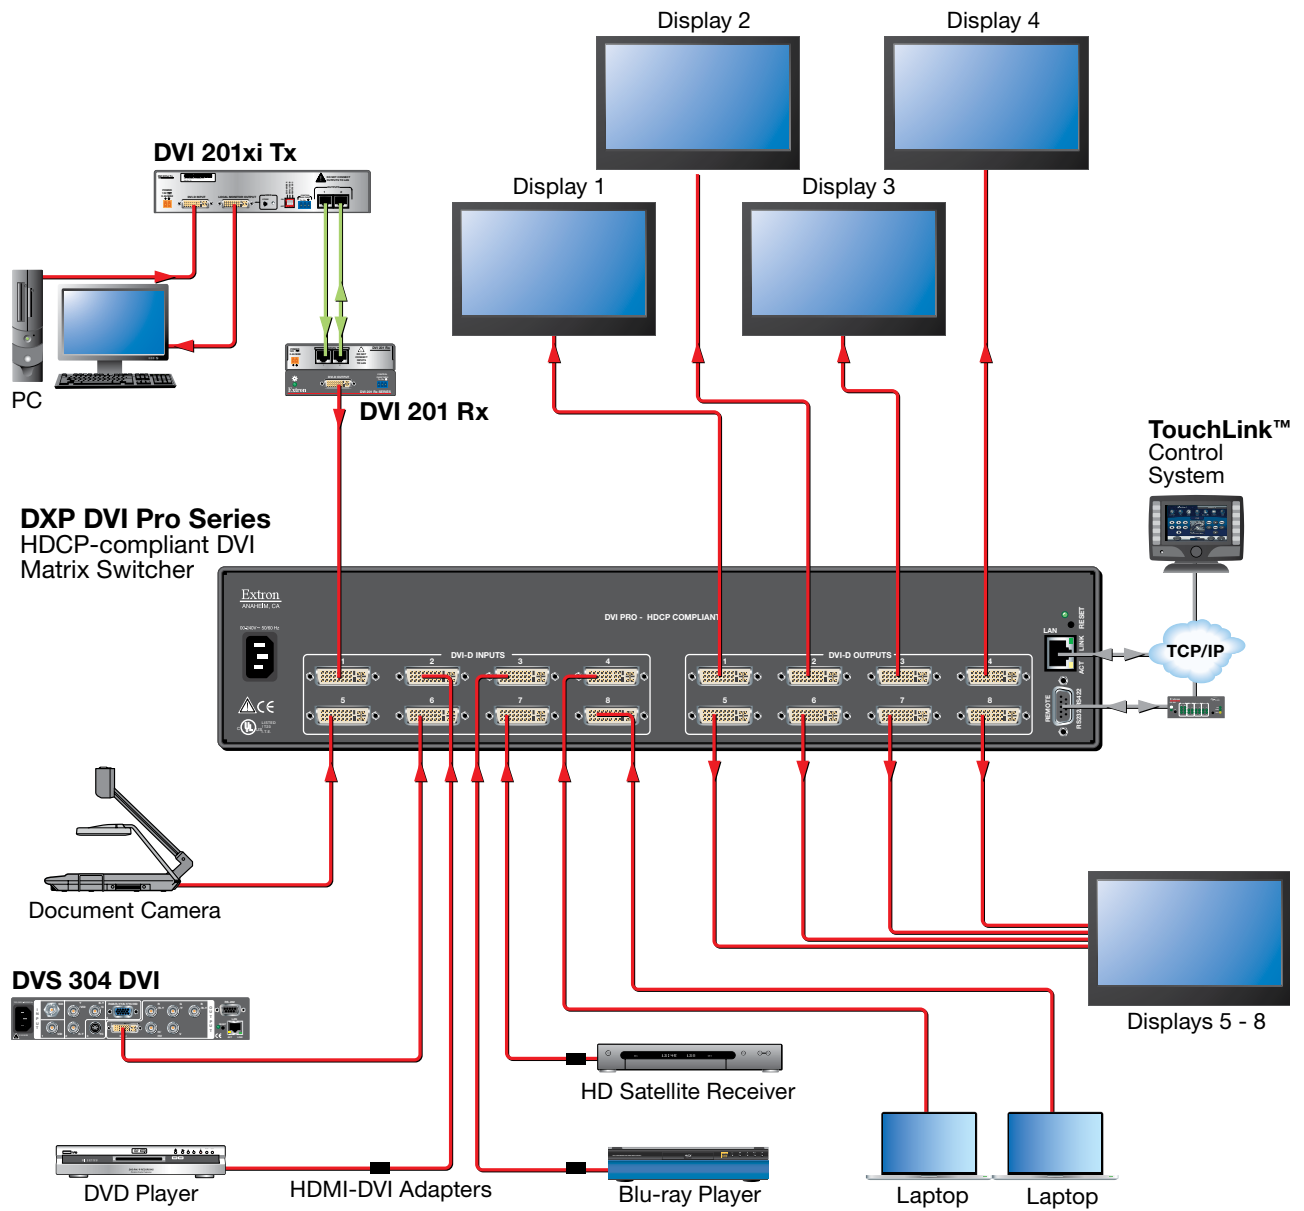 Display 2
Display 4
DVI 201xi Tx
Display 1
Display 3
PC
DVI 201 Rx
Extron
TouchLink™
Control
System
DXP DVI Pro Series
HDCP-compliant DVI
Matrix Switcher
Extron
ANAHEIM, CA
DVI PRO - HDCP COMPLIANT
RESET
LAN
LINK
ACT
TCP/IP
DVI-D INPUTS
DVI-D OUTPUTS
1 2 3 4
1 2 3 4
5 6 7 8
5 6 7 8
REMOTE
RS232/RS422
CE
Document Camera
DVS 304 DVI
Displays 5 - 8
HD Satellite Receiver
DVD Player
HDMI-DVI Adapters
Blu-ray Player
Laptop
Laptop